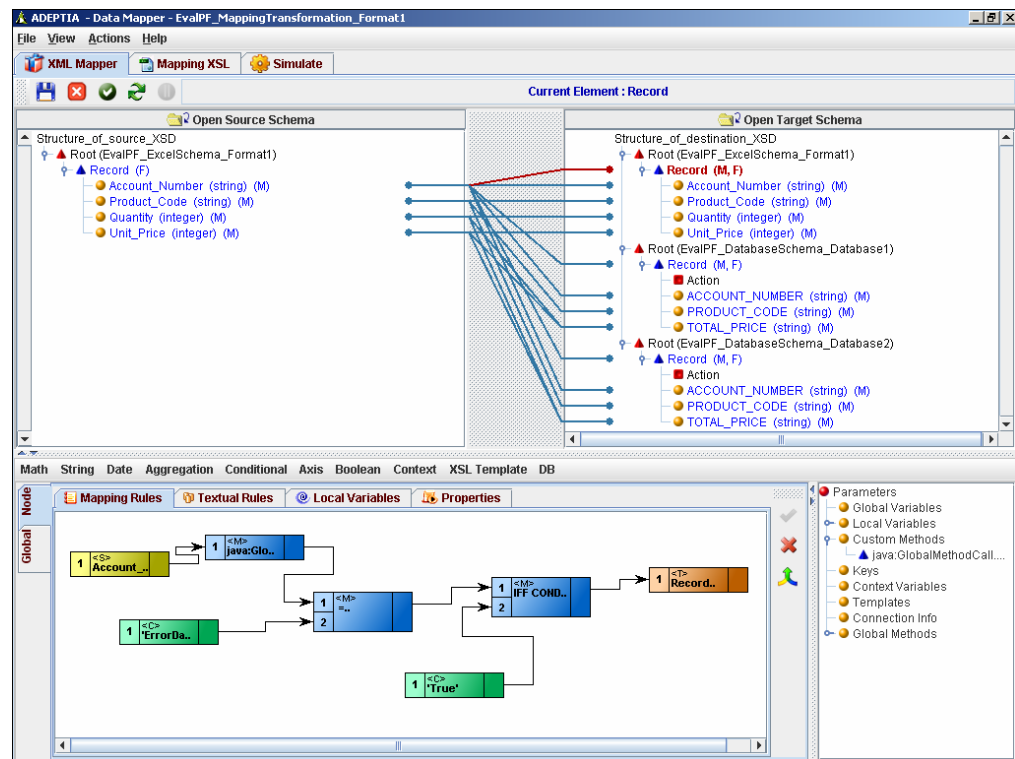 ADEPTIA - Data Mapper - EvalPF_MappingTransformation_Format1
File View Actions Help
XML Mapper Mapping XSL Simulate
Current Element : Record
Open Source Schema Open Target Schema
Structure_of_source_XSD
Root (EvalPF_ExcelSchema_Format1)
Record (F)
Account_Number (string) (M)
Product_Code (string) (M)
Quantity (integer) (M)
Unit_Price (integer) (M)
Structure_of_destination_XSD
Root (EvalPF_ExcelSchema_Format1)
Record (M, F)
Account_Number (string) (M)
Product_Code (string) (M)
Quantity (integer) (M)
Unit_Price (integer) (M)
Root (EvalPF_DatabaseSchema_Database1)
Record (M, F)
Action
ACCOUNT_NUMBER (string) (M)
PRODUCT_CODE (string) (M)
TOTAL_PRICE (string) (M)
Root (EvalPF_DatabaseSchema_Database2)
Record (M, F)
Action
ACCOUNT_NUMBER (string) (M)
PRODUCT_CODE (string) (M)
TOTAL_PRICE (string) (M)
Math String Date Aggregation Conditional Axis Boolean Context XSL Template DB
Node
Global
Mapping Rules Textual Rules Local Variables Properties
1 <S> Account_..
1 <M> java:Glo..
1 <M> =..
2
1 <C> 'ErrorDa..
1 <M> IFF COND..
2
1 <T> Record..
1 <C> 'True'
Parameters
Global Variables
Local Variables
Custom Methods
java:GlobalMethodCall....
Keys
Context Variables
Templates
Connection Info
Global Methods